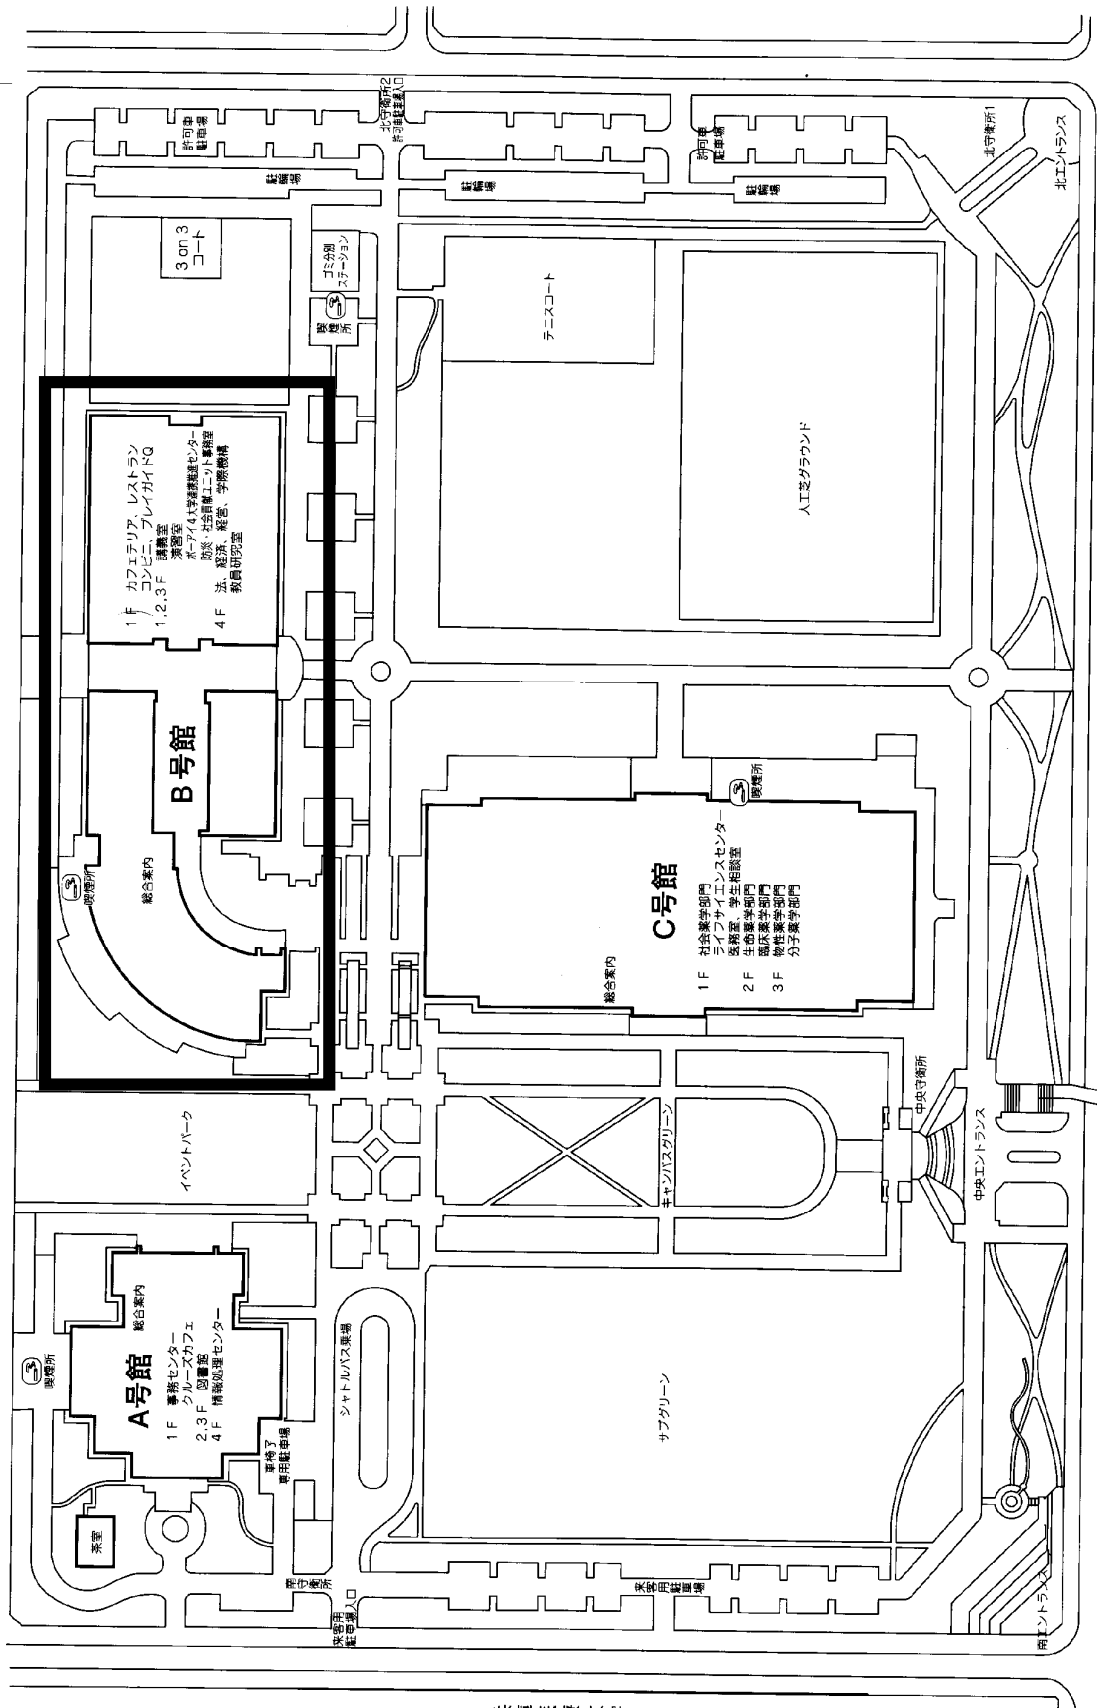 北守衛所2
許可車駐車場入口
許可車
駐車場
許可車
駐車場
北守衛所1
北エントランス
駐輪場
駐輪場
駐輪場
3 on 3
コート
ゴミ分別
ステーション
喫煙所
テニスコート
人工芝グラウンド
1F カフェテリア、レストラン
コンビニ、プレイガイドQ
1,2,3F 講義室
演習室
ポーアイ4大学連携推進センター
防災・社会貢献ユニット事務室
4F 法、経済、経営、学際機構
教員研究室
B号館
総合案内
喫煙所
C号館
総合案内
1F 社会薬学部門
ライフサイエンスセンター
医務室、学生相談室
2F 生命薬学部門
臨床薬学部門
3F 物性薬学部門
分子薬学部門
喫煙所
イベントパーク
キャンパスグリーン
中央守衛所
中央エントランス
A号館
総合案内
1F 事務センター
クルーズカフェ
2,3F 図書館
4F 情報処理センター
喫煙所
車椅子
専用駐車場
シャトルバス乗場
サブグリーン
茶室
南守衛所
来客用
駐車場入口
来客用駐車場
南エントランス